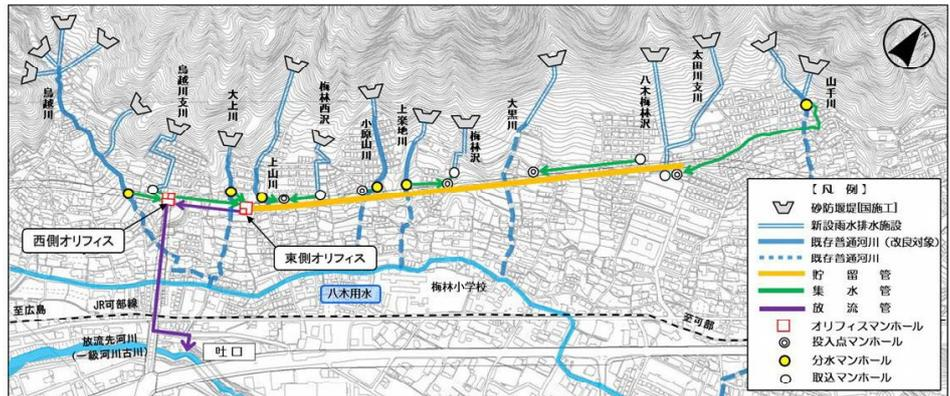 鳥越川
鳥越川支川
大上川
上山川
梅林西沢
小原山川
上楽地川
梅林沢
大黒川
八木梅林沢
太田川支川
山手川
N
西側オリフィス
東側オリフィス
八木用水
梅林小学校
至広島
JR可部線
至可部
放流先河川
(一級河川古川)
吐口
【凡例】
砂防堰堤[国施工]
新設雨水排水施設
既存普通河川(改良対象)
既存普通河川
貯留管
集水管
放流管
オリフィスマンホール
投入点マンホール
分水マンホール
取込マンホール